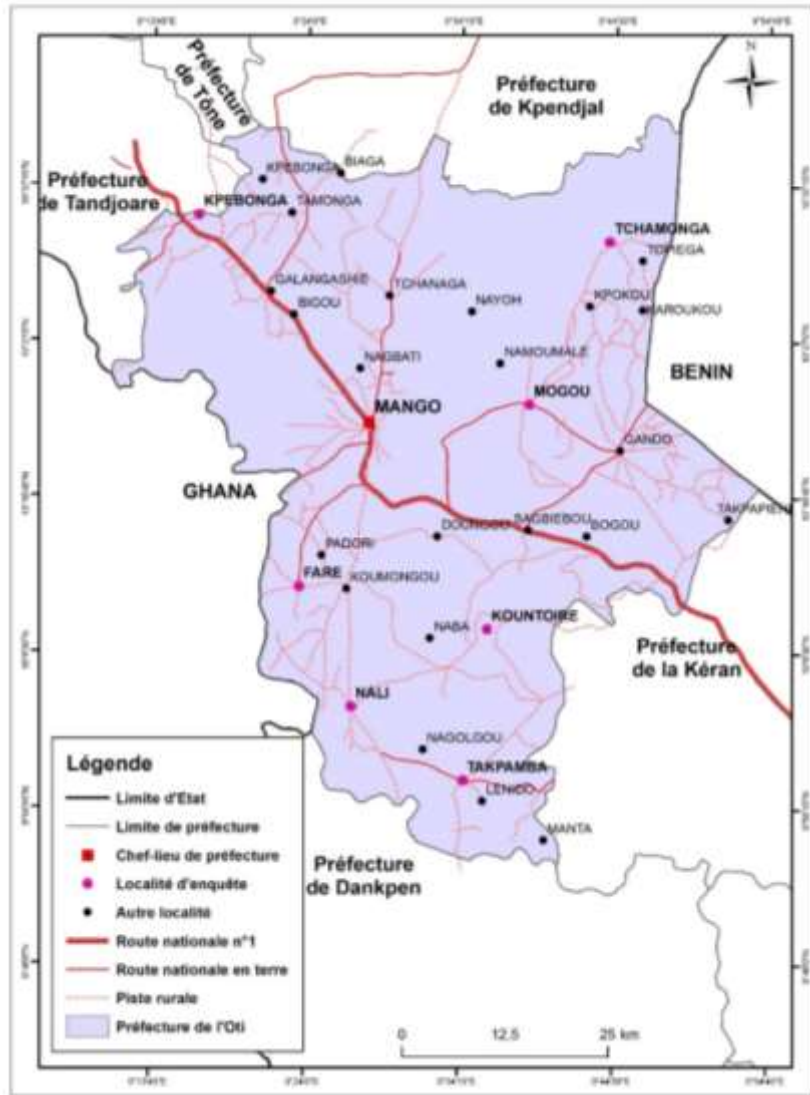 N
Préfecture
de Tône
Préfecture
de Kpendjal
Préfecture
de Tandjoare
KPEBONGA
BIAGA
KPEBONGA
TAMONGA
TCHAMONGA
GALANGASHIE
TCHANAGA
BIGOU
NAYOH
KPOKOU
NAGBATI
NAMOUMALE
BENIN
MOGOU
MANGO
GANDO
GHANA
TAKPAPIENI
DOUNGOU
SAGBIEBOU
BOGOU
PADORI
FARE
KOUMONGOU
KOUNTOIRE
NABA
Préfecture
de la Kéran
NALI
NAGOLGOU
TAKPAMBA
MANTA
Préfecture
de Dankpen
Légende
Limite d'Etat
Limite de préfecture
Chef-lieu de préfecture
Localité d'enquête
Autre localité
Route nationale n°1
Route nationale en terre
Piste rurale
Préfecture de l'Oti
0 12,5 25 km